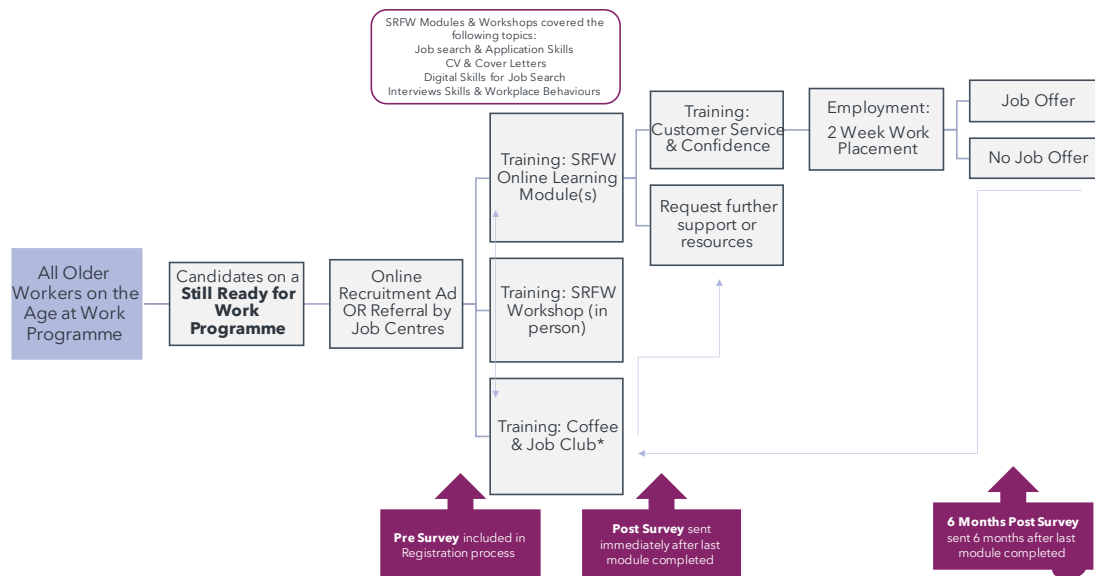 SRFW Modules & Workshops covered the
following topics:
Job search & Application Skills
CV & Cover Letters
Digital Skills for Job Search
Interviews Skills & Workplace Behaviours
All Older
Workers on the
Age at Work
Programme
Candidates on a
Still Ready for
Work
Programme
Online
Recruitment Ad
OR Referral by
Job Centres
Training: SRFW
Online Learning
Module(s)
Training: SRFW
Workshop (in
person)
Training: Coffee
& Job Club*
Training:
Customer Service
& Confidence
Request further
support or
resources
Employment:
2 Week Work
Placement
Job Offer
No Job Offer
Pre Survey included in
Registration process
Post Survey sent
immediately after last
module completed
6 Months Post Survey
sent 6 months after last
module completed